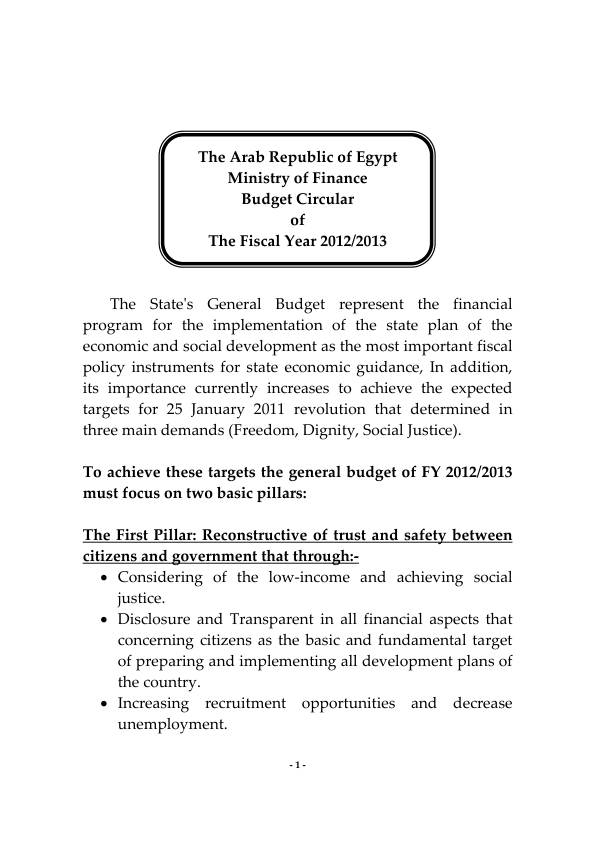 The Arab Republic of Egypt
Ministry of Finance
Budget Circular
of
The Fiscal Year 2012/2013
The State's General Budget represent the financial
program for the implementation of the state plan of the
economic and social development as the most important fiscal
policy instruments for state economic guidance, In addition,
its importance currently increases to achieve the expected
targets for 25 January 2011 revolution that determined in
three main demands (Freedom, Dignity, Social Justice).
To achieve these targets the general budget of FY 2012/2013
must focus on two basic pillars:
The First Pillar: Reconstructive of trust and safety between
citizens and government that through:-
• Considering of the low-income and achieving social
justice.
• Disclosure and Transparent in all financial aspects that
concerning citizens as the basic and fundamental target
of preparing and implementing all development plans of
the country.
• Increasing recruitment opportunities and decrease
unemployment.
- 1 -